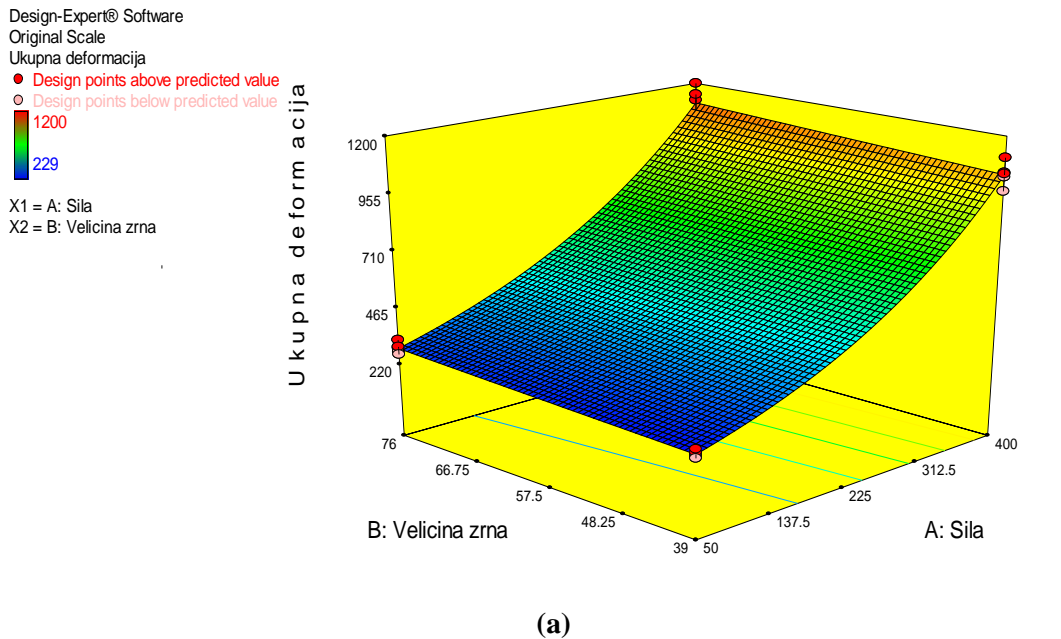 Design-Expert® Software
Original Scale
Ukupna deformacija
Design points above predicted value
Design points below predicted value
1200
229
X1 = A: Sila
X2 = B: Velicina zrna
Ukupna deformacija
1200
955
710
465
220
76
66.75
57.5
48.25
39
50
137.5
225
312.5
400
B: Velicina zrna
A: Sila
(a)